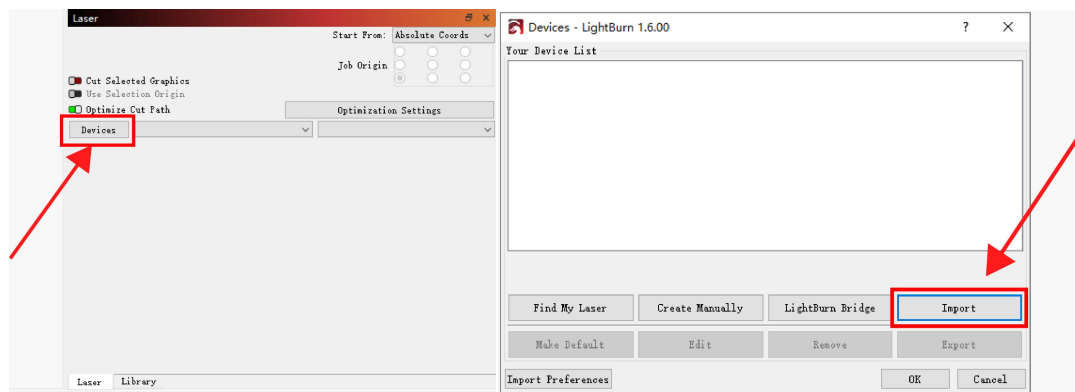 Laser
Start From: Absolute Coords
Job Origin
Cut Selected Graphics
Use Selection Origin
Optimize Cut Path
Optimization Settings
Devices
Laser Library
Devices - LightBurn 1.6.00
Your Device List
Find My Laser Create Manually LightBurn Bridge Import
Make Default Edit Remove Export
Import Preferences OK Cancel